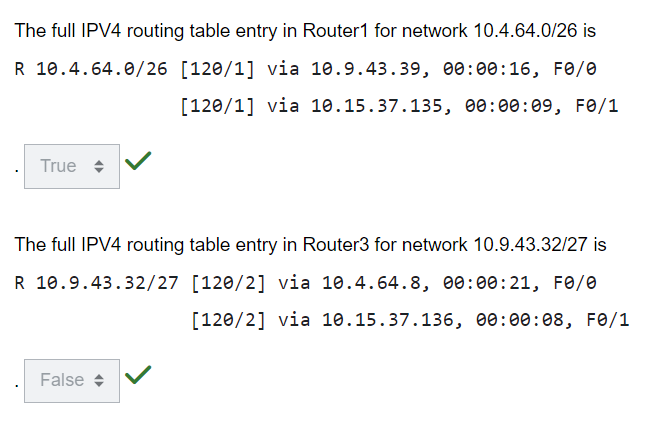 The full IPV4 routing table entry in Router1 for network 10.4.64.0/26 is
R 10.4.64.0/26 [120/1] via 10.9.43.39, 00:00:16, F0/0
[120/1] via 10.15.37.135, 00:00:09, F0/1
. True
The full IPV4 routing table entry in Router3 for network 10.9.43.32/27 is
R 10.9.43.32/27 [120/2] via 10.4.64.8, 00:00:21, F0/0
[120/2] via 10.15.37.136, 00:00:08, F0/1
. False